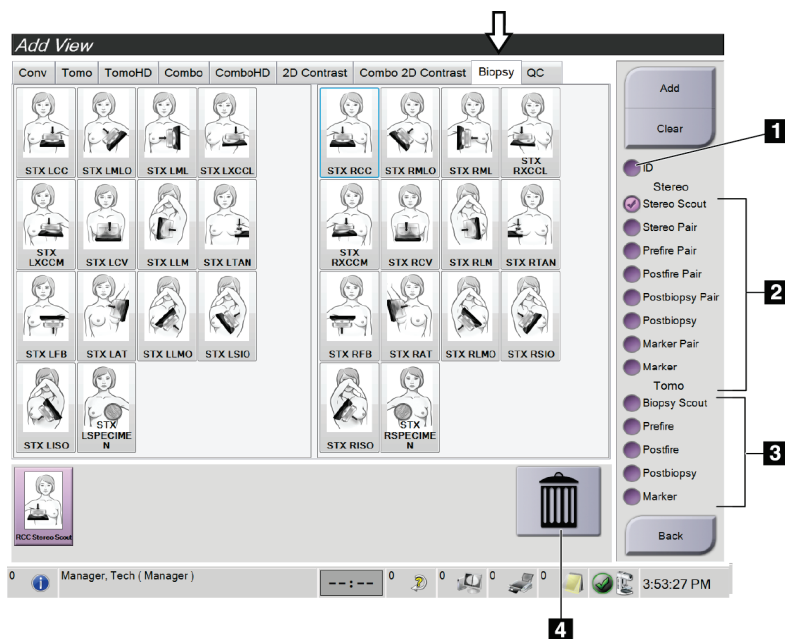 Add View
Conv Tomo TomoHD Combo ComboHD 2D Contrast Combo 2D Contrast Biopsy QC
STX LCC STX LMLO STX LML STX LXCCL
STX RCC STX RMLO STX RML STX
RXCCL
STX
LXCCM STX LCV STX LLM STX LTAN
STX
RXCCM STX RCV STX RLM STX RTAN
STX LFB STX LAT STX LLMO STX LSIO
STX RFB STX RAT STX RLMO STX RSIO
STX LISO STX
LSPECIME
N
STX RISO STX
RSPECIME
N
Add
Clear
1
ID
Stereo
Stereo Scout
Stereo Pair
Prefire Pair
Postfire Pair
Postbiopsy Pair
2
Postbiopsy
Marker Pair
Marker
Tomo
Biopsy Scout
Prefire
Postfire
3
Postbiopsy
Marker
Back
RCC Stereo Scout
0 Manager, Tech ( Manager ) --:-- 0 0 0 0 3:53:27 PM
4